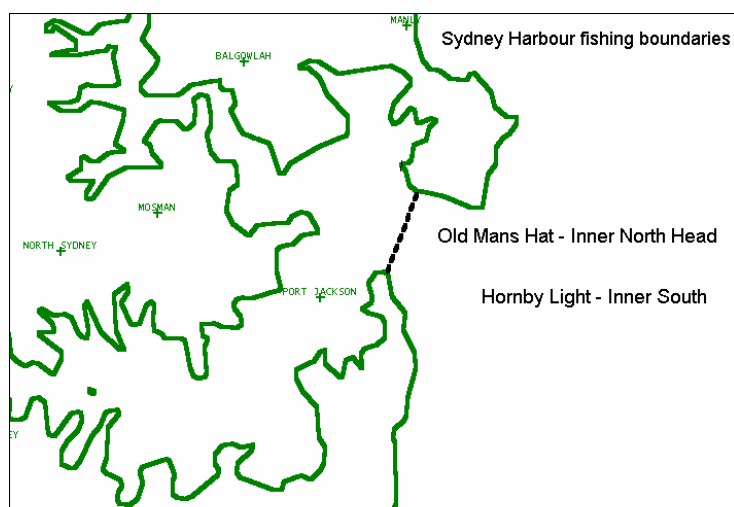 MANLY
Sydney Harbour fishing boundaries
BALGOWLAH
MOSMAN
Old Mans Hat - Inner North Head
NORTH SYDNEY
PORT JACKSON
Hornby Light - Inner South
EY